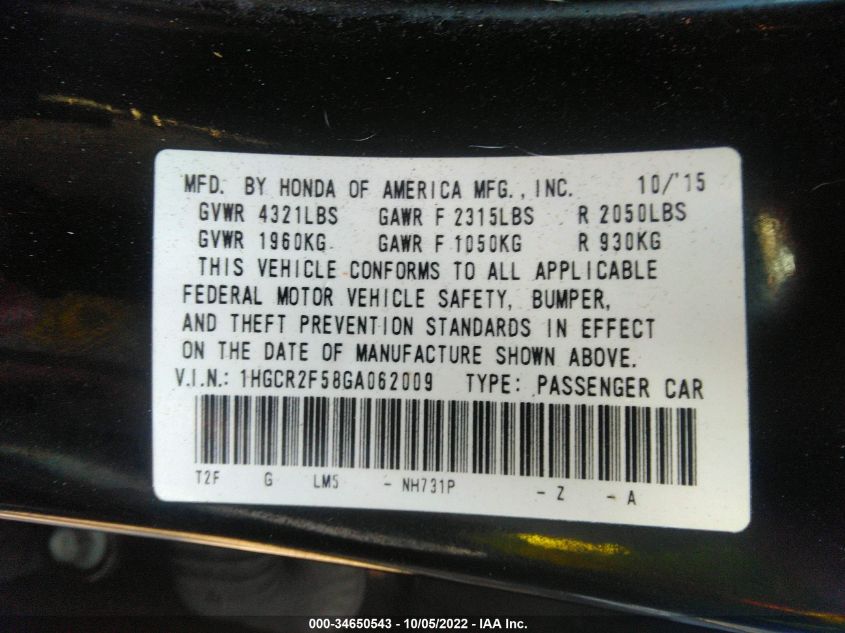 MFD. BY HONDA OF AMERICA MFG., INC. 10/'15
GVWR 4321LBS GAWR F 2315LBS R 2050LBS
GVWR 1960KG GAWR F 1050KG R 930KG
THIS VEHICLE CONFORMS TO ALL APPLICABLE
FEDERAL MOTOR VEHICLE SAFETY, BUMPER,
AND THEFT PREVENTION STANDARDS IN EFFECT
ON THE DATE OF MANUFACTURE SHOWN ABOVE.
V.I.N.: 1HGCR2F58GA062009 TYPE: PASSENGER CAR
T2F G LM5 - NH731P - Z - A
000-34650543 - 10/05/2022 - IAA Inc.